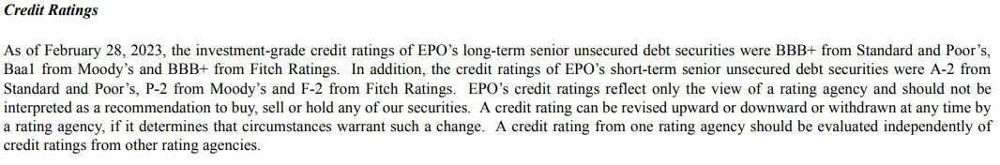 Credit Ratings
As of February 28, 2023, the investment-grade credit ratings of EPO's long-term senior unsecured debt securities were BBB+ from Standard and Poor's,
Baa1 from Moody's and BBB+ from Fitch Ratings.  In addition, the credit ratings of EPO's short-term senior unsecured debt securities were A-2 from
Standard and Poor's, P-2 from Moody's and F-2 from Fitch Ratings.  EPO's credit ratings reflect only the view of a rating agency and should not be
interpreted as a recommendation to buy, sell or hold any of our securities.  A credit rating can be revised upward or downward or withdrawn at any time by
a rating agency, if it determines that circumstances warrant such a change.  A credit rating from one rating agency should be evaluated independently of
credit ratings from other rating agencies.